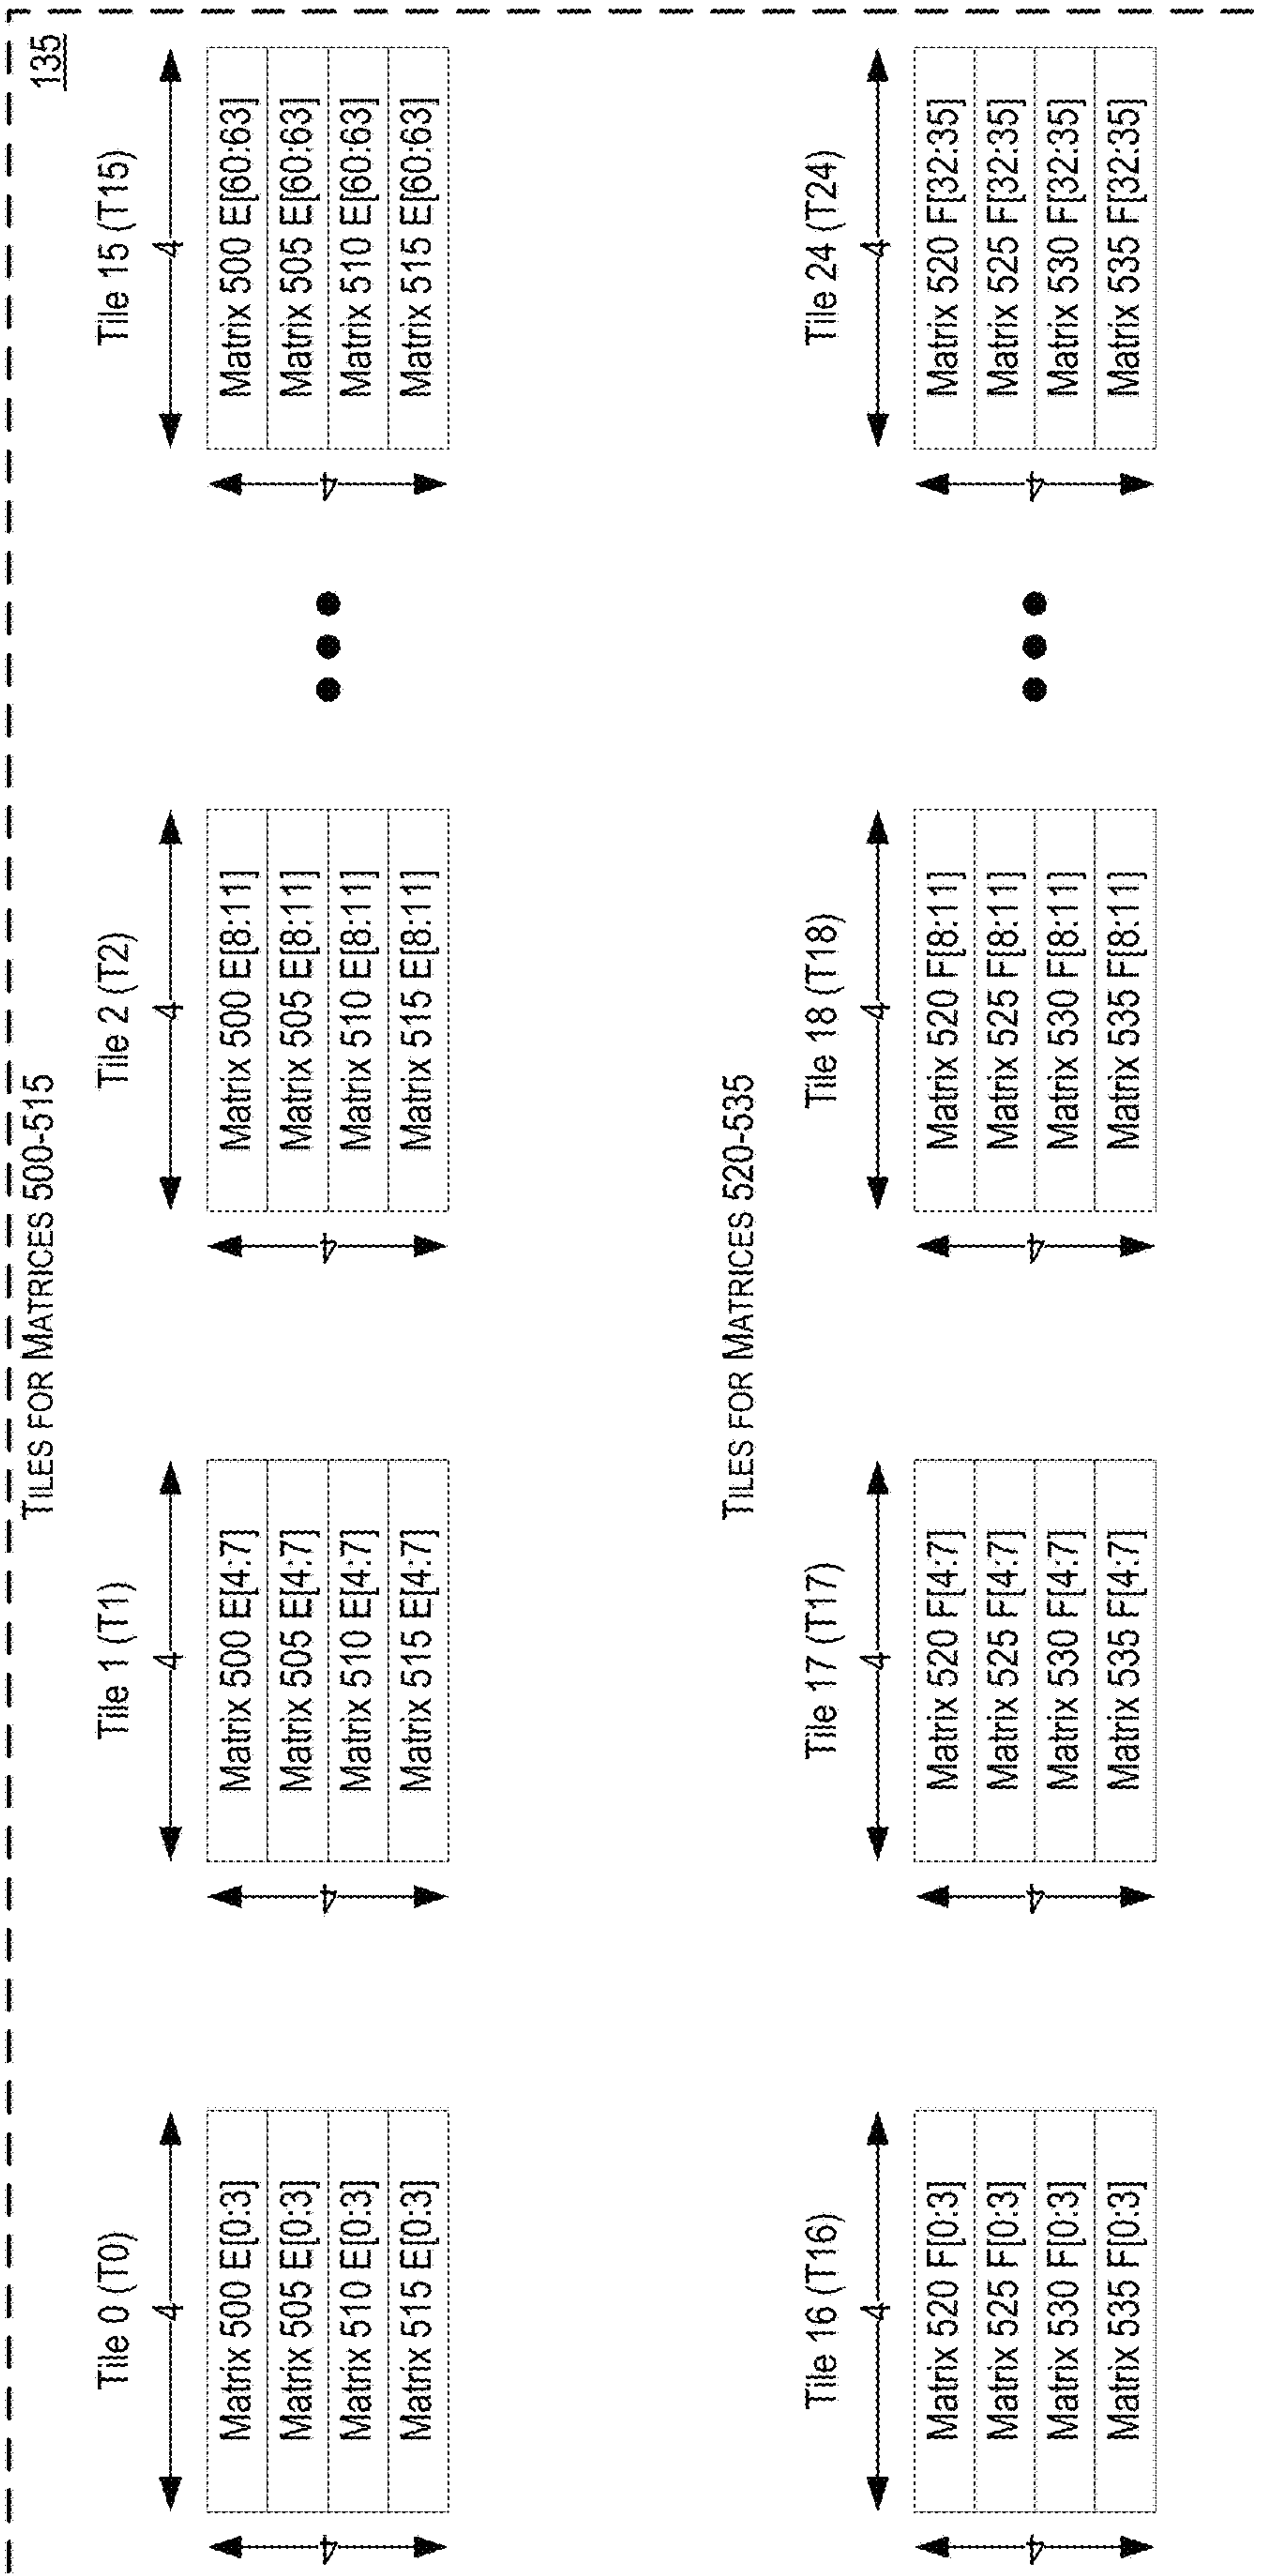 135
TILES FOR MATRICES 500-515
Tile 0 (T0)
4
4
Matrix 500 E[0:3]
Matrix 505 E[0:3]
Matrix 510 E[0:3]
Matrix 515 E[0:3]
Tile 1 (T1)
4
4
Matrix 500 E[4:7]
Matrix 505 E[4:7]
Matrix 510 E[4:7]
Matrix 515 E[4:7]
Tile 2 (T2)
4
4
Matrix 500 E[8:11]
Matrix 505 E[8:11]
Matrix 510 E[8:11]
Matrix 515 E[8:11]
Tile 15 (T15)
4
4
Matrix 500 E[60:63]
Matrix 505 E[60:63]
Matrix 510 E[60:63]
Matrix 515 E[60:63]
TILES FOR MATRICES 520-535
Tile 16 (T16)
4
4
Matrix 520 F[0:3]
Matrix 525 F[0:3]
Matrix 530 F[0:3]
Matrix 535 F[0:3]
Tile 17 (T17)
4
4
Matrix 520 F[4:7]
Matrix 525 F[4:7]
Matrix 530 F[4:7]
Matrix 535 F[4:7]
Tile 18 (T18)
4
4
Matrix 520 F[8:11]
Matrix 525 F[8:11]
Matrix 530 F[8:11]
Matrix 535 F[8:11]
Tile 24 (T24)
4
4
Matrix 520 F[32:35]
Matrix 525 F[32:35]
Matrix 530 F[32:35]
Matrix 535 F[32:35]